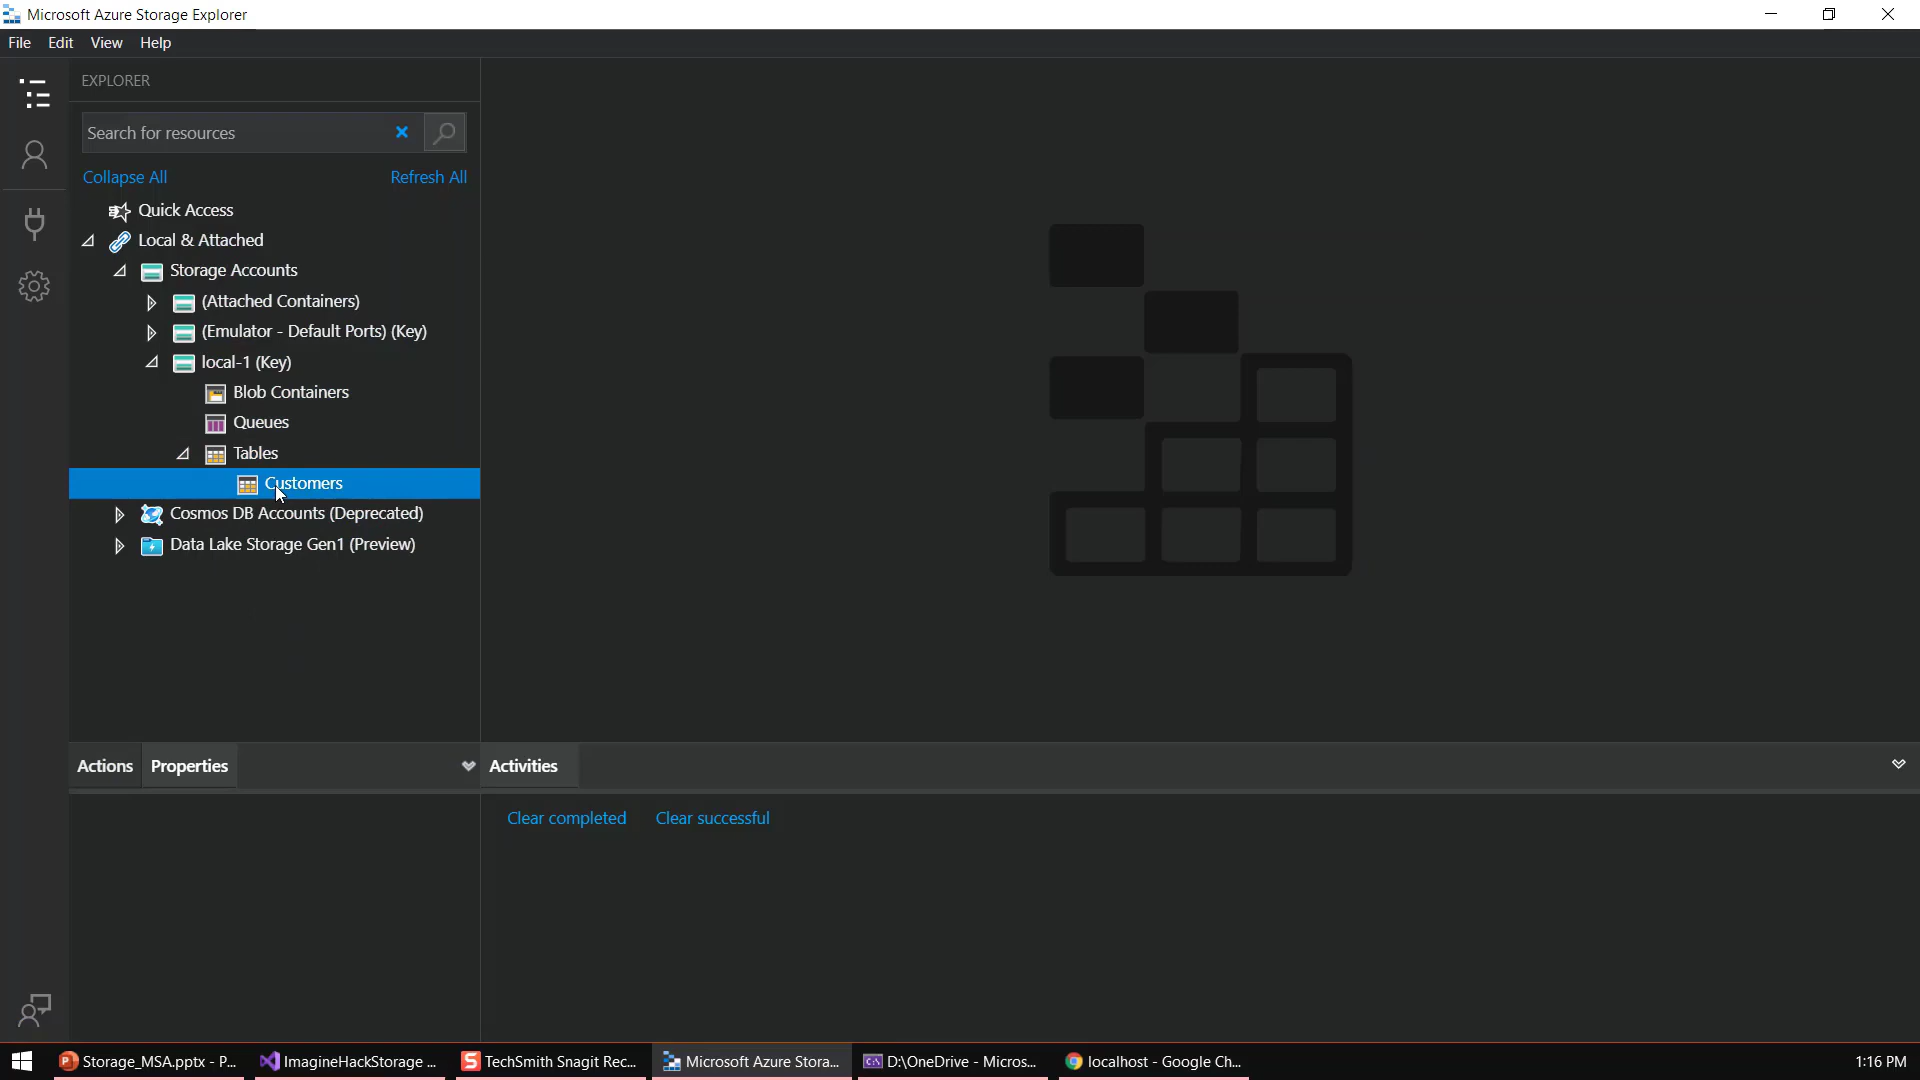 Microsoft Azure Storage Explorer
File Edit View Help
EXPLORER
Search for resources
Collapse All Refresh All
Quick Access
Local & Attached
Storage Accounts
(Attached Containers)
(Emulator - Default Ports) (Key)
local-1 (Key)
Blob Containers
Queues
Tables
Customers
Cosmos DB Accounts (Deprecated)
Data Lake Storage Gen1 (Preview)
Actions Properties Activities
Clear completed Clear successful
Storage_MSA.pptx - P... ImagineHackStorage ... TechSmith Snagit Rec... Microsoft Azure Stora... D:\OneDrive - Micros... localhost - Google Ch... 1:16 PM